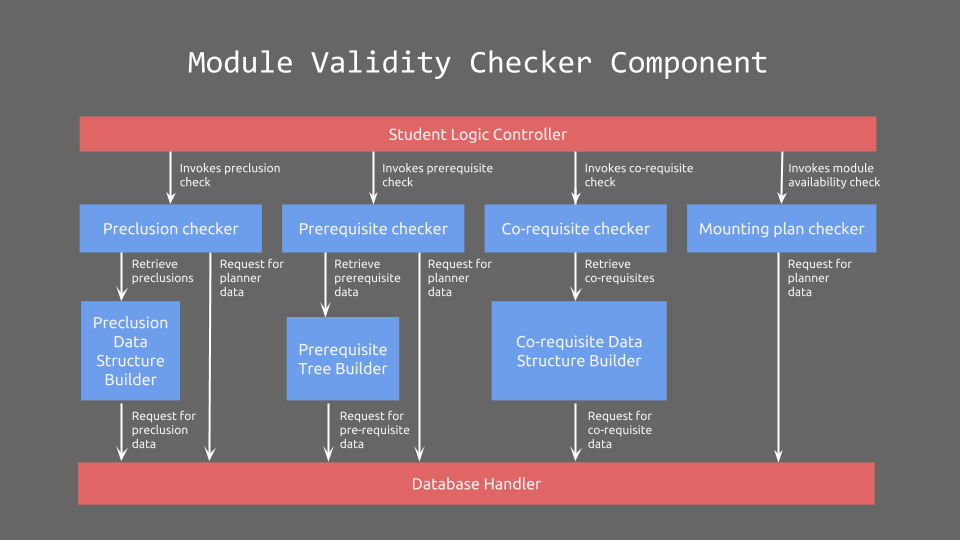 Module Validity Checker Component
Student Logic Controller
Invokes preclusion
check
Invokes prerequisite
check
Invokes co-requisite
check
Invokes module
availability check
Preclusion checker
Prerequisite checker
Co-requisite checker
Mounting plan checker
Retrieve
preclusions
Request for
planner
data
Retrieve
prerequisite
data
Request for
planner
data
Retrieve
co-requisites
Request for
planner
data
Preclusion
Data
Structure
Builder
Prerequisite
Tree Builder
Co-requisite Data
Structure Builder
Request for
preclusion
data
Request for
pre-requisite
data
Request for
co-requisite
data
Database Handler